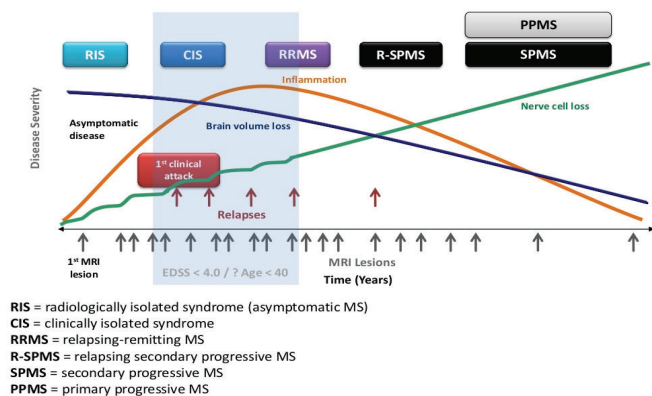 PPMS
RIS
CIS
RRMS
R-SPMS
SPMS
Inflammation
Nerve cell loss
Asymptomatic
disease
Brain volume loss
Disease Severity
1st clinical
attack
Relapses
1st MRI
lesion
EDSS < 4.0 / ? Age < 40
MRI Lesions
Time (Years)
RIS = radiologically isolated syndrome (asymptomatic MS)
CIS = clinically isolated syndrome
RRMS = relapsing-remitting MS
R-SPMS = relapsing secondary progressive MS
SPMS = secondary progressive MS
PPMS = primary progressive MS